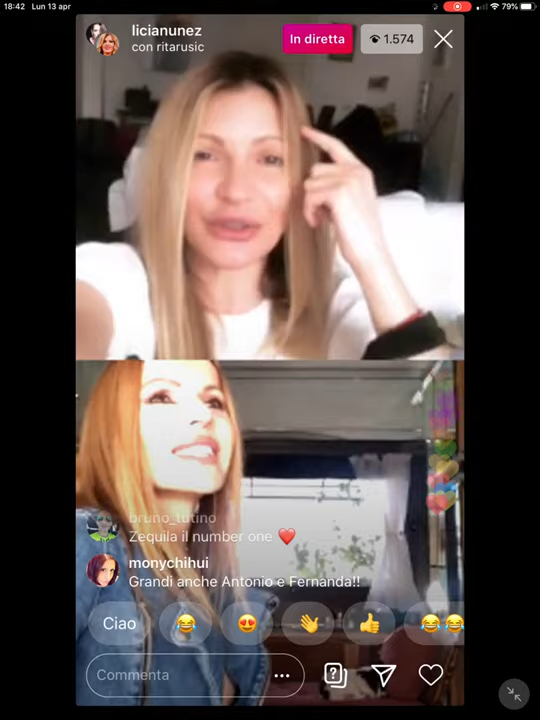 18:42 Lun 13 apr
79%
licianunez
con ritarusic
In diretta
1.574
bruno_tutino
Zequila il number one ❤️
monychihui
Grandi anche Antonio e Fernanda!!
Ciao
Commenta